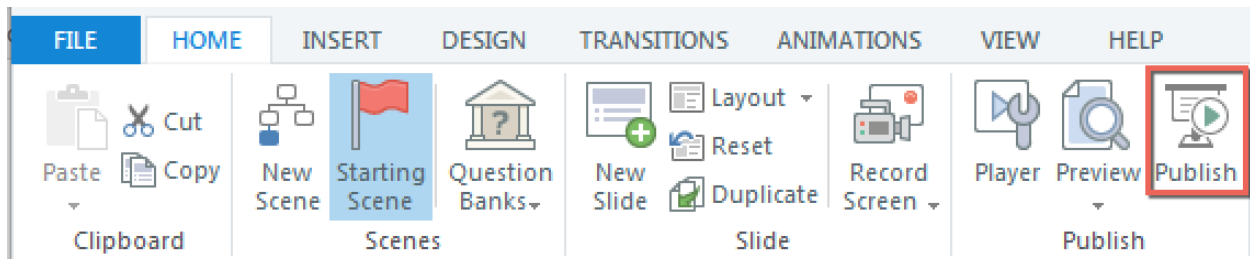 FILE HOME INSERT DESIGN TRANSITIONS ANIMATIONS VIEW HELP
Paste
Cut
Copy
Clipboard
New
Scene
Starting
Scene
?
Question
Banks
Scenes
New
Slide
Layout
Reset
Duplicate
Record
Screen
Slide
Player
Preview
Publish
Publish